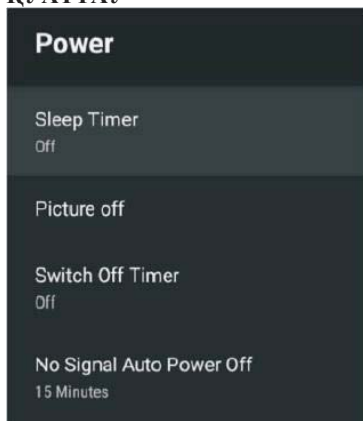 Power
Sleep Timer
Off
Picture off
Switch Off Timer
Off
No Signal Auto Power Off
15 Minutes